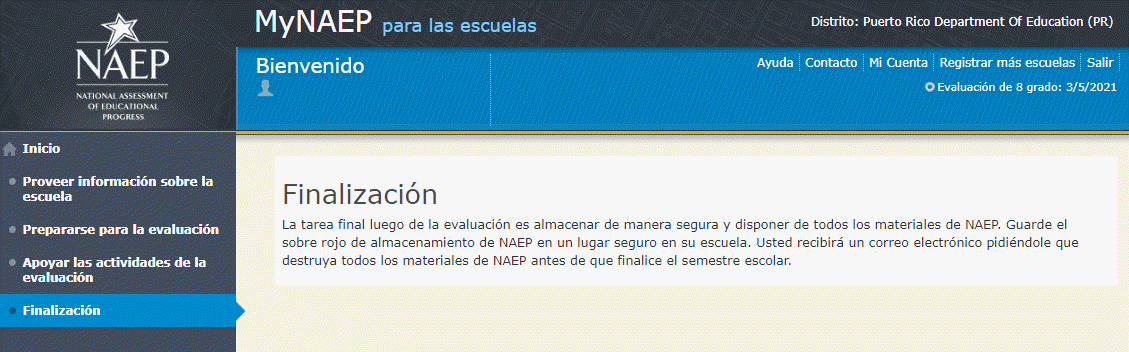 NAEP
NATIONAL ASSESSMENT
OF EDUCATIONAL
PROGRESS
MyNAEP para las escuelas
Distrito: Puerto Rico Department Of Education (PR)
Bienvenido
Ayuda Contacto Mi Cuenta Registrar más escuelas Salir
Evaluación de 8 grado: 3/5/2021
Inicio
Proveer información sobre la
escuela
Prepararse para la evaluación
Apoyar las actividades de la
evaluación
Finalización
Finalización
La tarea final luego de la evaluación es almacenar de manera segura y disponer de todos los materiales de NAEP. Guarde el
sobre rojo de almacenamiento de NAEP en un lugar seguro en su escuela. Usted recibirá un correo electrónico pidiéndole que
destruya todos los materiales de NAEP antes de que finalice el semestre escolar.